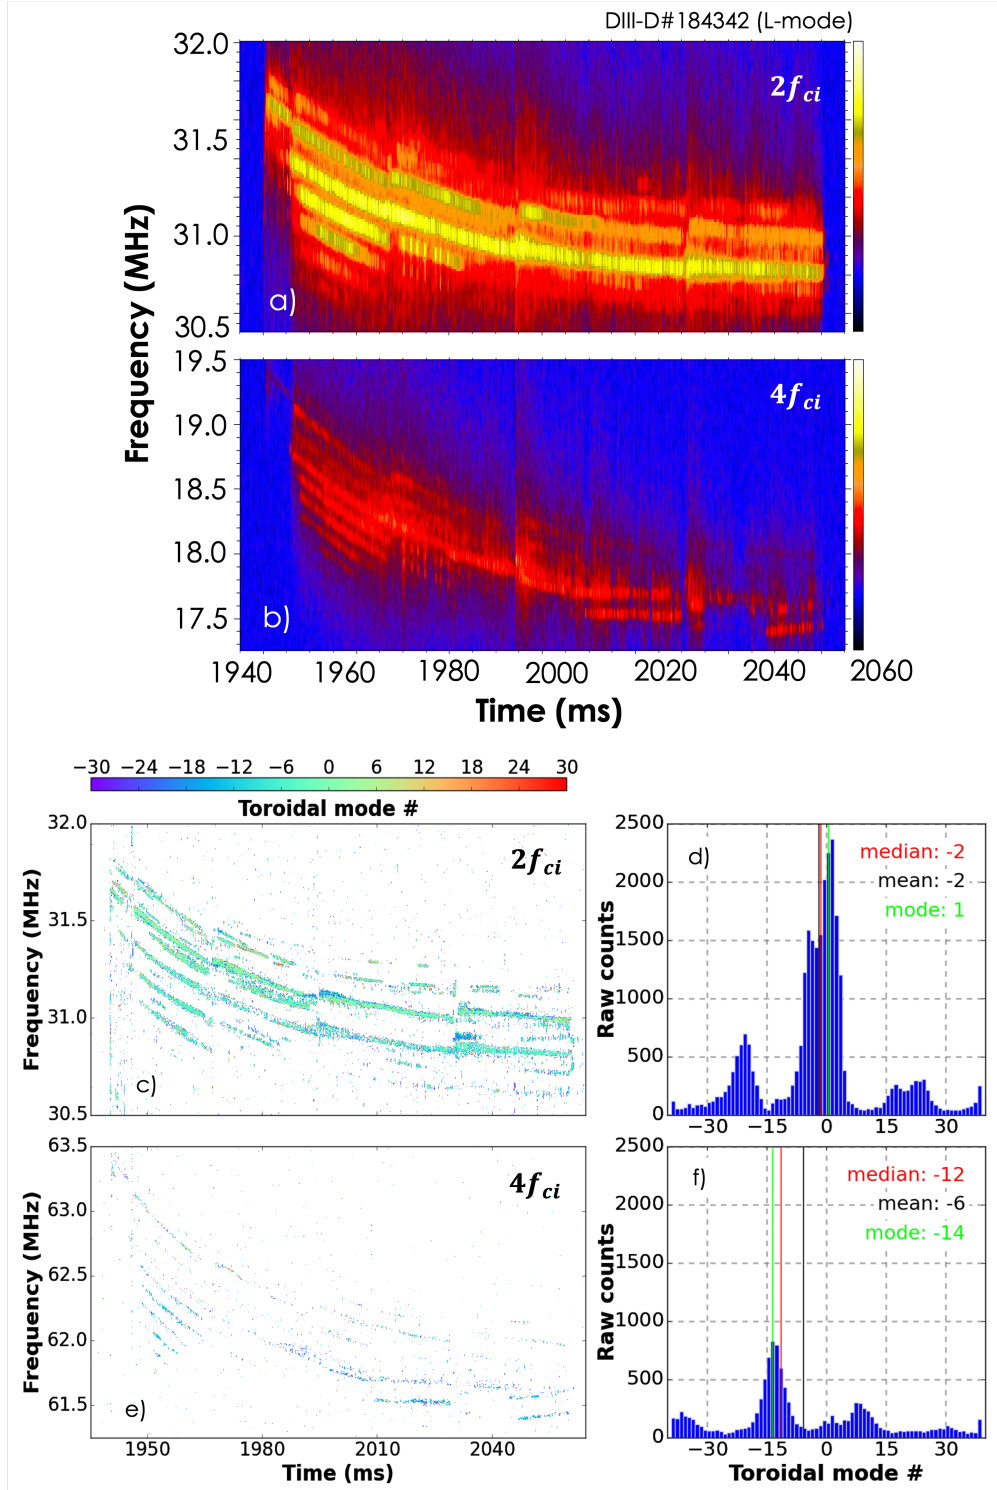 DIII-D#184342 (L-mode)
32.0
31.5
31.0
30.5
2f_ci
a)
19.5
19.0
18.5
18.0
17.5
4f_ci
b)
Frequency (MHz)
1940 1960 1980 2000 2020 2040 2060
Time (ms)
−30 −24 −18 −12 −6 0 6 12 18 24 30
Toroidal mode #
32.0
31.5
31.0
30.5
Frequency (MHz)
2f_ci
c)
2500
2000
1500
1000
500
0
Raw counts
d)
median: -2
mean: -2
mode: 1
−30 −15 0 15 30
63.5
63.0
62.5
62.0
61.5
Frequency (MHz)
4f_ci
e)
1950 1980 2010 2040
Time (ms)
2500
2000
1500
1000
500
0
Raw counts
f)
median: -12
mean: -6
mode: -14
−30 −15 0 15 30
Toroidal mode #